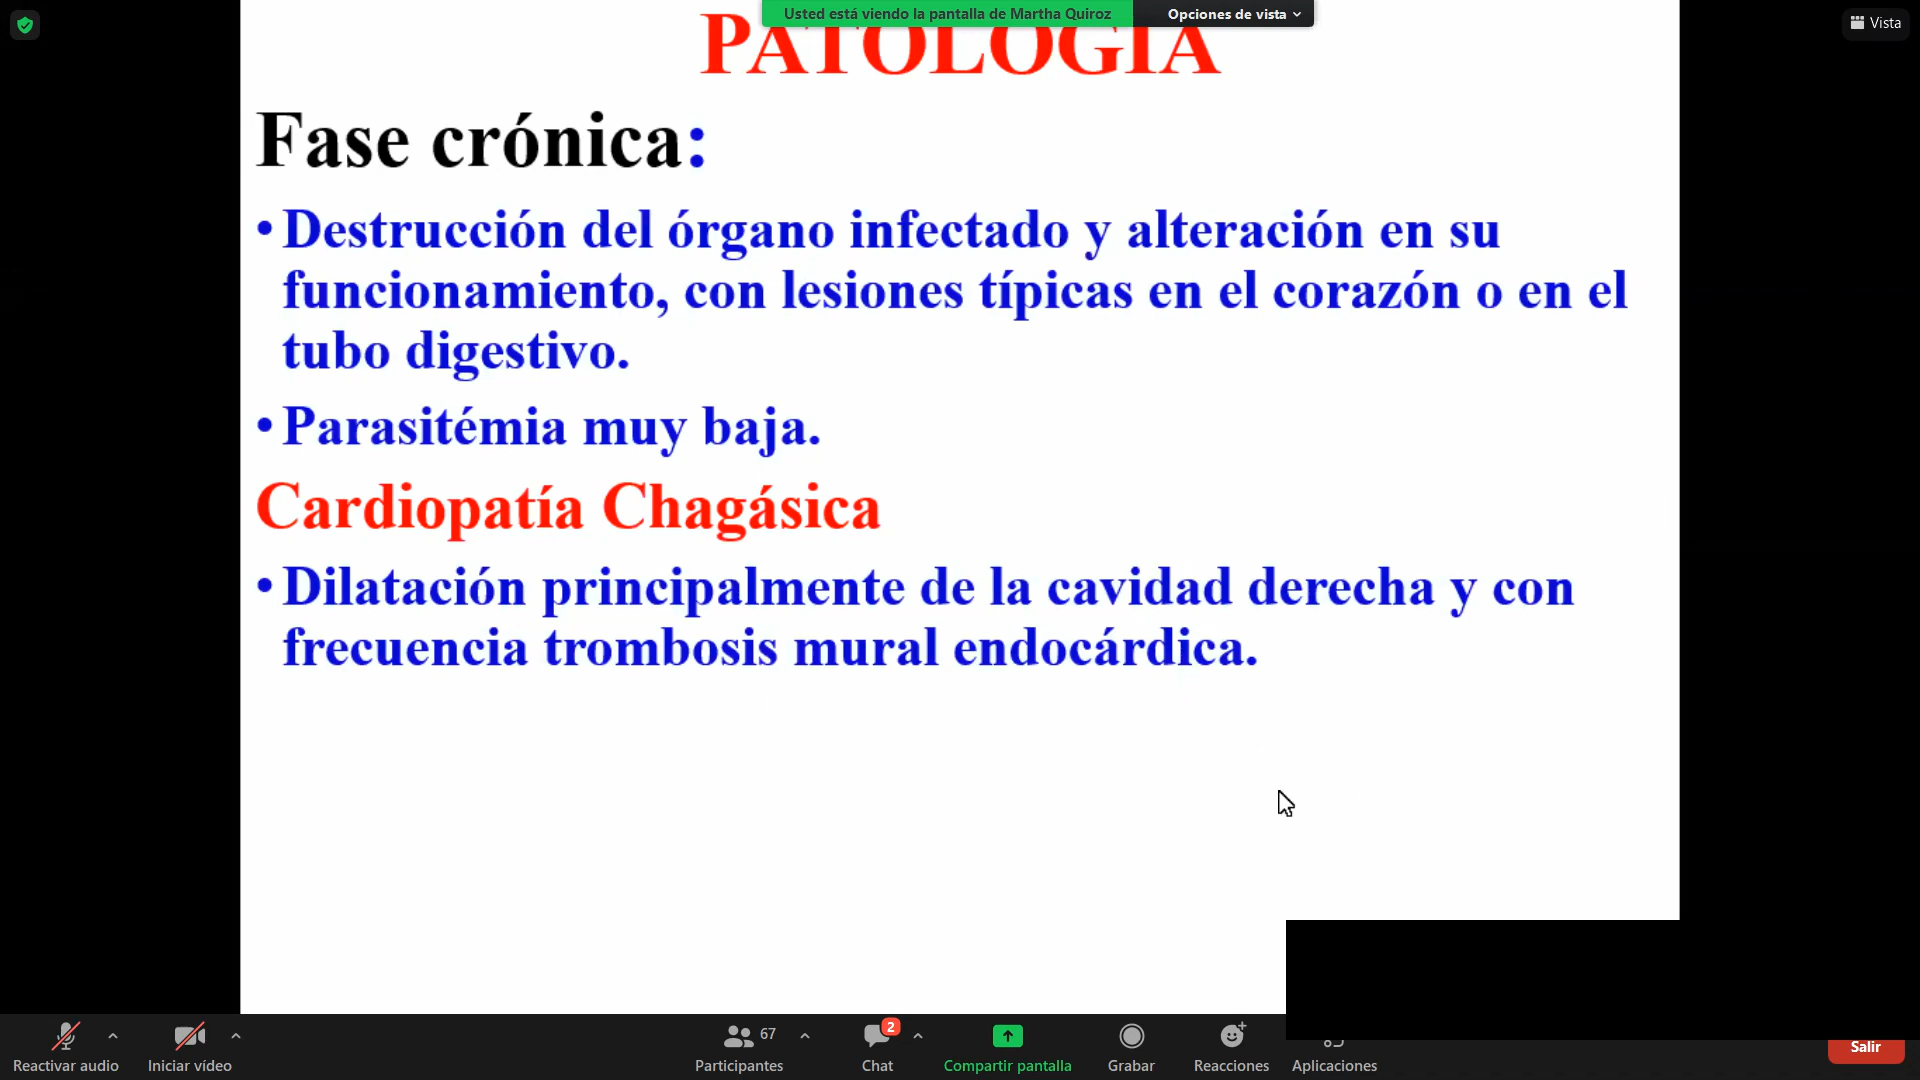 Usted está viendo la pantalla de Martha Quiroz
Opciones de vista
Vista
PATOLOGIA
Fase crónica:
• Destrucción del órgano infectado y alteración en su
funcionamiento, con lesiones típicas en el corazón o en el
tubo digestivo.
• Parasitémia muy baja.
Cardiopatía Chagásica
• Dilatación principalmente de la cavidad derecha y con
frecuencia trombosis mural endocárdica.
67
2
Reactivar audio
Iniciar vídeo
Participantes
Chat
Compartir pantalla
Grabar
Reacciones
Aplicaciones
Salir